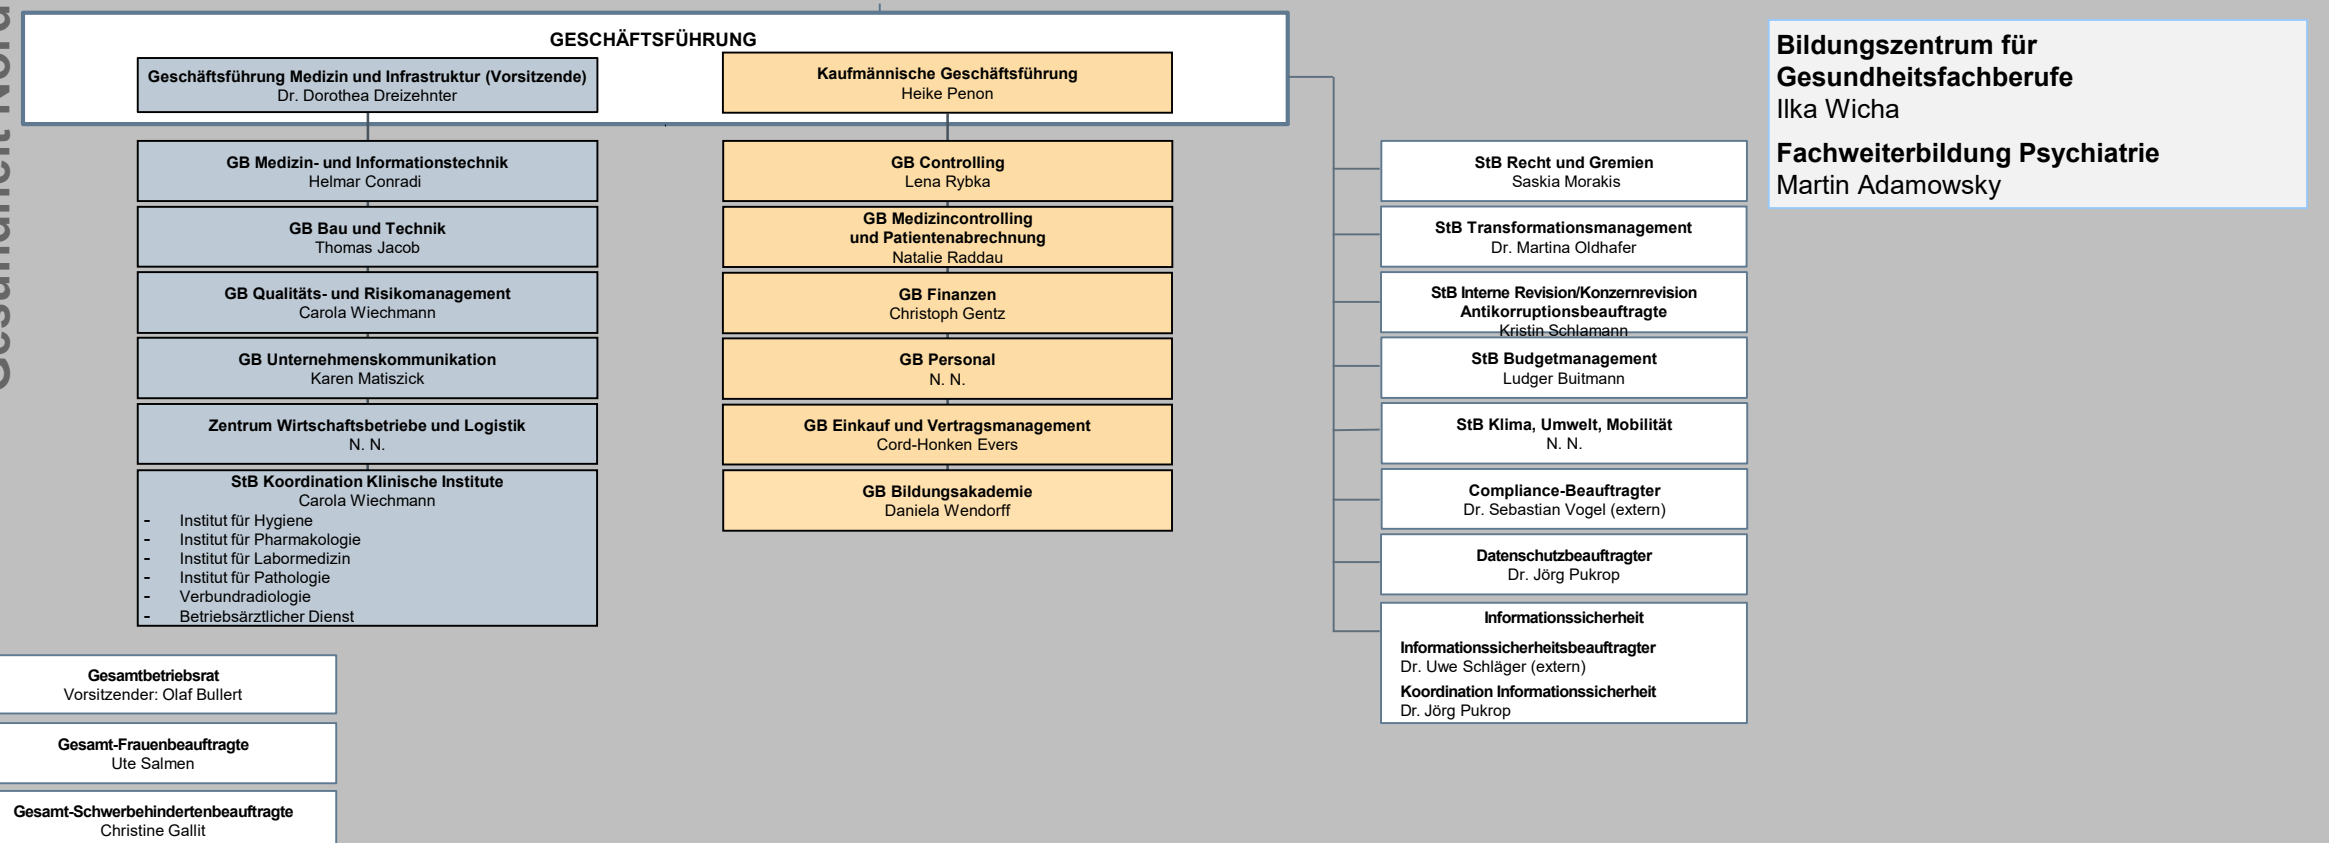 Gesundheit Nord
GESCHÄFTSFÜHRUNG
Geschäftsführung Medizin und Infrastruktur (Vorsitzende)
Dr. Dorothea Dreizehnter
Kaufmännische Geschäftsführung
Heike Penon
GB Medizin- und Informationstechnik
Helmar Conradi
GB Bau und Technik
Thomas Jacob
GB Qualitäts- und Risikomanagement
Carola Wiechmann
GB Unternehmenskommunikation
Karen Matiszick
Zentrum Wirtschaftsbetriebe und Logistik
N. N.
StB Koordination Klinische Institute
Carola Wiechmann
- Institut für Hygiene
- Institut für Pharmakologie
- Institut für Labormedizin
- Institut für Pathologie
- Verbundradiologie
- Betriebsärztlicher Dienst
GB Controlling
Lena Rybka
GB Medizincontrolling
und Patientenabrechnung
Natalie Raddau
GB Finanzen
Christoph Gentz
GB Personal
N. N.
GB Einkauf und Vertragsmanagement
Cord-Honken Evers
GB Bildungsakademie
Daniela Wendorff
StB Recht und Gremien
Saskia Morakis
StB Transformationsmanagement
Dr. Martina Oldhafer
StB Interne Revision/Konzernrevision
Antikorruptionsbeauftragte
Kristin Schlamann
StB Budgetmanagement
Ludger Buitmann
StB Klima, Umwelt, Mobilität
N. N.
Compliance-Beauftragter
Dr. Sebastian Vogel (extern)
Datenschutzbeauftragter
Dr. Jörg Pukrop
Informationssicherheit
Informationssicherheitsbeauftragter
Dr. Uwe Schläger (extern)
Koordination Informationssicherheit
Dr. Jörg Pukrop
Bildungszentrum für
Gesundheitsfachberufe
Ilka Wicha
Fachweiterbildung Psychiatrie
Martin Adamowsky
Gesamtbetriebsrat
Vorsitzender: Olaf Bullert
Gesamt-Frauenbeauftragte
Ute Salmen
Gesamt-Schwerbehindertenbeauftragte
Christine Gallit